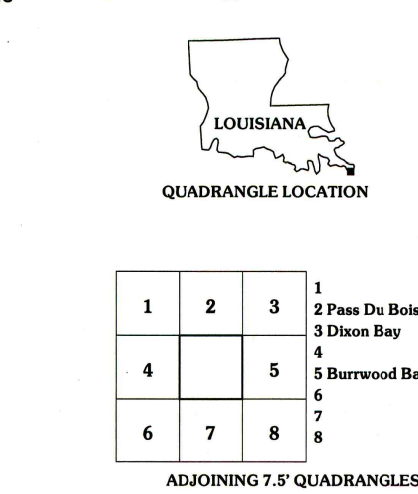 LOUISIANA
QUADRANGLE LOCATION
1 2 3
4 5
6 7 8
1
2 Pass Du Bois
3 Dixon Bay
4
5 Burrwood Ba
6
7
8
ADJOINING 7.5' QUADRANGLES